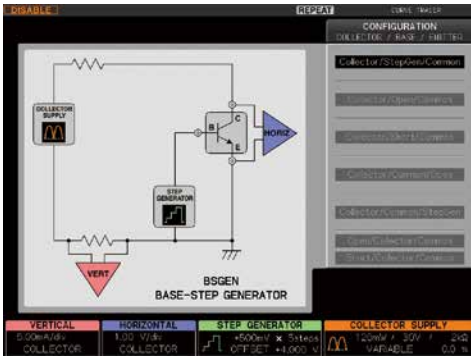 DISABLE
REPEAT
CURVE TRACER
CONFIGURATION
COLLECTOR / BASE / EMITTER
Collector/StepGen/Common
Collector/Open/Common
Collector/Short/Common
Collector/Common/Open
Collector/Common/StepGen
Open/Collector/Common
Short/Collector/Common
COLLECTOR
SUPPLY
B
C
E
HORIZ
STEP
GENERATOR
VERT
BSGEN
BASE-STEP GENERATOR
VERTICAL
5.00mA/div
COLLECTOR
HORIZONTAL
1.00 V/div
COLLECTOR
STEP GENERATOR
+500mV × 5steps
OFFSET +4.000 v
COLLECTOR SUPPLY
120mW / 30V / 2kΩ
VARIABLE 0.0 %